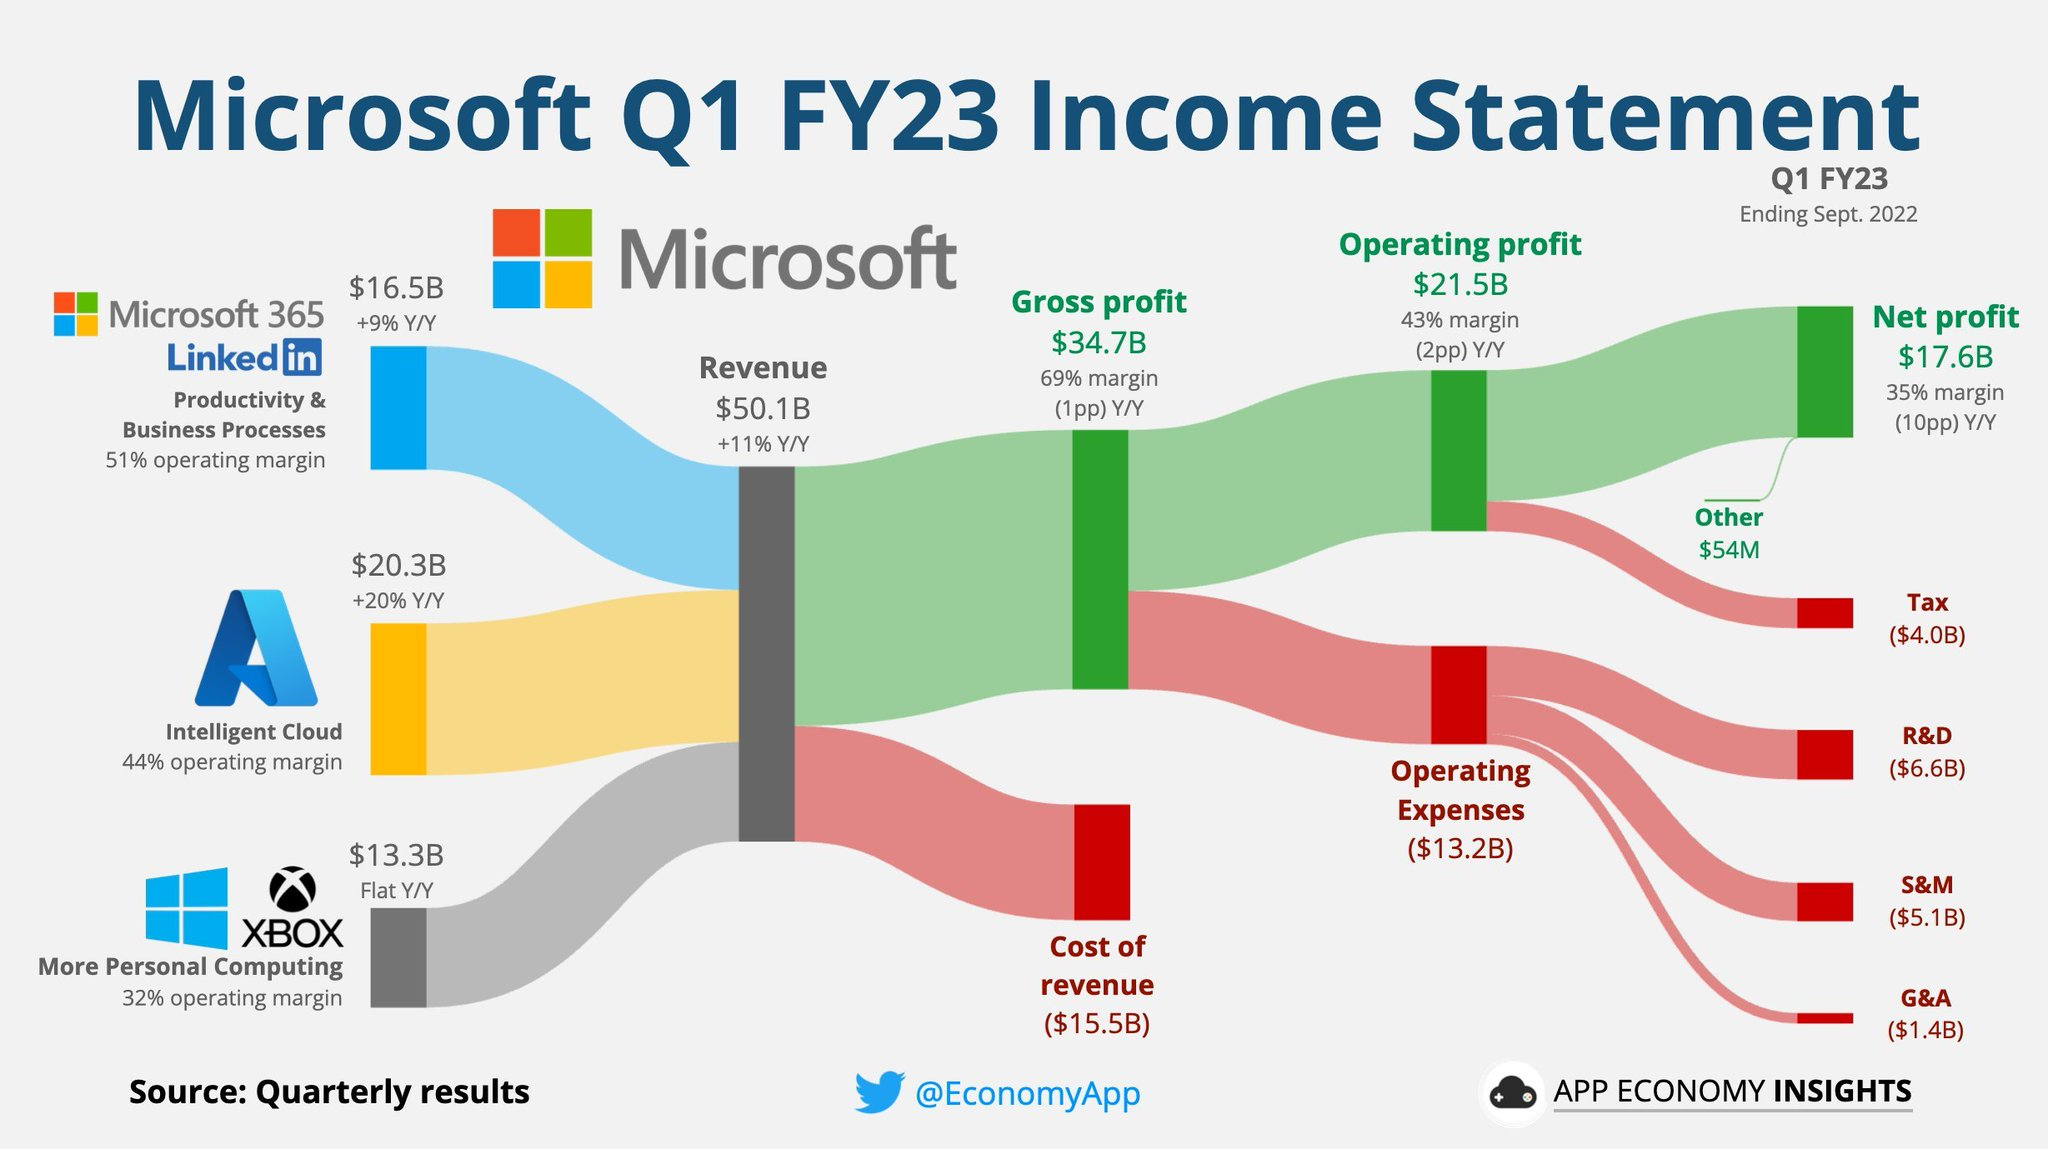 Microsoft Q1 FY23 Income Statement
Q1 FY23
Ending Sept. 2022
Microsoft
$16.5B
+9% Y/Y
Microsoft 365
Linked in
Productivity &
Business Processes
51% operating margin
$20.3B
+20% Y/Y
Intelligent Cloud
44% operating margin
$13.3B
Flat Y/Y
XBOX
More Personal Computing
32% operating margin
Revenue
$50.1B
+11% Y/Y
Gross profit
$34.7B
69% margin
(1pp) Y/Y
Cost of
revenue
($15.5B)
Operating profit
$21.5B
43% margin
(2pp) Y/Y
Operating
Expenses
($13.2B)
Net profit
$17.6B
35% margin
(10pp) Y/Y
Other
$54M
Tax
($4.0B)
R&D
($6.6B)
S&M
($5.1B)
G&A
($1.4B)
Source: Quarterly results
@EconomyApp
APP ECONOMY INSIGHTS